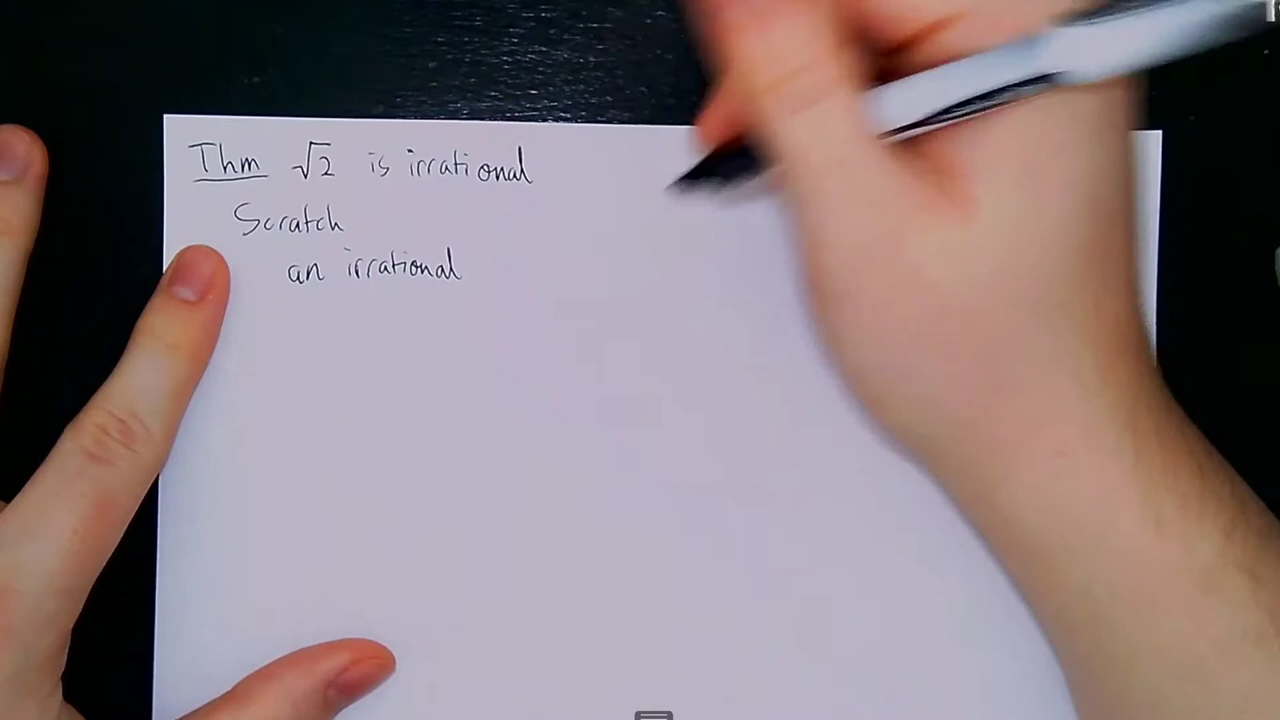 Thm √2 is irrational
Scratch
an irrational